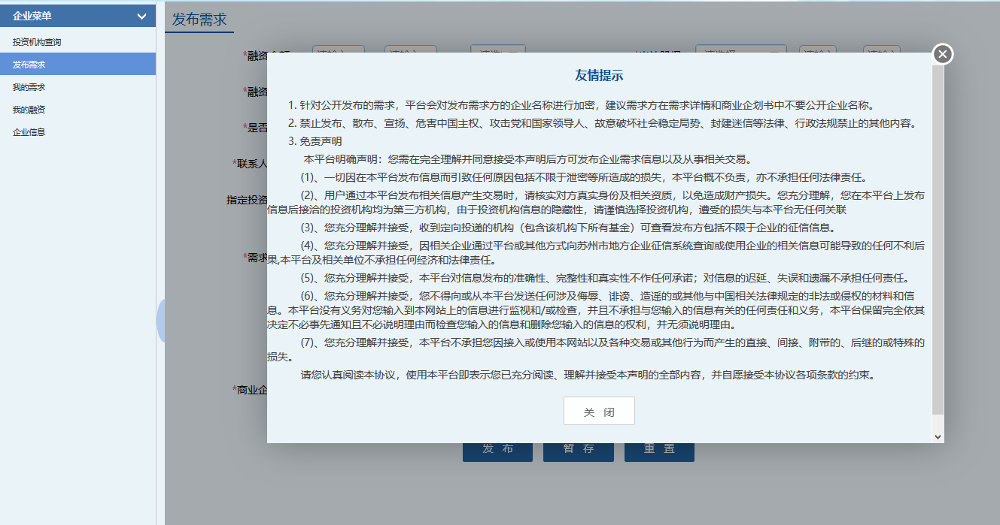 企业菜单
投资机构查询
发布需求
我的需求
我的融资
企业信息
发布需求
*融资
*融资
*是否
*联系人
指定投资
*需求
*商业企
友情提示
1. 针对公开发布的需求，平台会对发布需求方的企业名称进行加密，建议需求方在需求详情和商业企划书中不要公开企业名称。
2. 禁止发布、散布、宣扬、危害中国主权、攻击党和国家领导人、故意破坏社会稳定局势、封建迷信等法律、行政法规禁止的其他内容。
3. 免责声明
本平台明确声明：您需在完全理解并同意接受本声明后方可发布企业需求信息以及从事相关交易。
(1)、一切因在本平台发布信息而引致任何原因包括不限于泄密等所造成的损失，本平台概不负责，亦不承担任何法律责任。
(2)、用户通过本平台发布相关信息产生交易时，请核实对方真实身份及相关资质，以免造成财产损失。您充分理解，您在本平台上发布
信息后接洽的投资机构均为第三方机构，由于投资机构信息的隐藏性，请谨慎选择投资机构，遭受的损失与本平台无任何关联
(3)、您充分理解并接受，收到定向投递的机构（包含该机构下所有基金）可查看发布方包括不限于企业的征信信息。
(4)、您充分理解并接受，因相关企业通过平台或其他方式向苏州市地方企业征信系统查询或使用企业的相关信息可能导致的任何不利后
果,本平台及相关单位不承担任何经济和法律责任。
(5)、您充分理解并接受，本平台对信息发布的准确性、完整性和真实性不作任何承诺；对信息的迟延、失误和遗漏不承担任何责任。
(6)、您充分理解并接受，您不得向或从本平台发送任何涉及侮辱、诽谤、造谣的或其他与中国相关法律规定的非法或侵权的材料和信
息。本平台没有义务对您输入到本网站上的信息进行监视和/或检查，并且不承担与您输入的信息有关的任何责任和义务，本平台保留完全依其
决定不必事先通知且不必说明理由而检查您输入的信息和删除您输入的信息的权利，并无须说明理由。
(7)、您充分理解并接受，本平台不承担您因接入或使用本网站以及各种交易或其他行为而产生的直接、间接、附带的、后继的或特殊的
损失。
请您认真阅读本协议，使用本平台即表示您已充分阅读、理解并接受本声明的全部内容，并自愿接受本协议各项条款的约束。
关 闭
发 布 暂 存 重 置